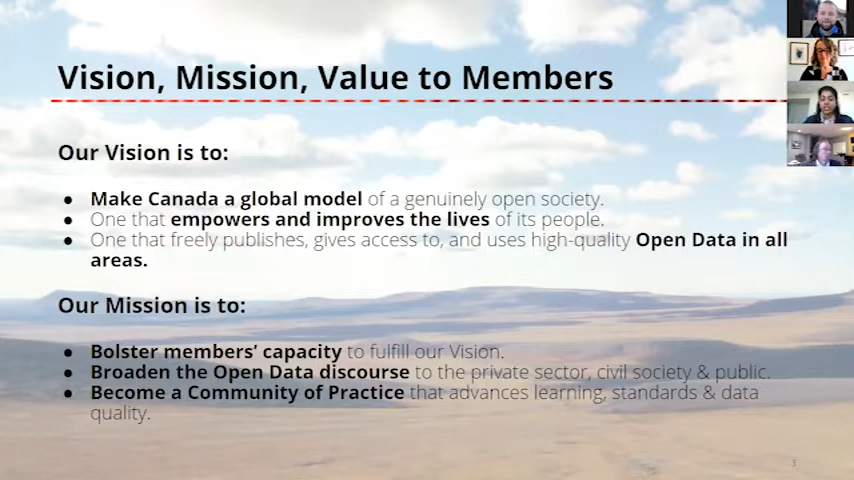 Vision, Mission, Value to Members
Our Vision is to:
● Make Canada a global model of a genuinely open society.
● One that empowers and improves the lives of its people.
● One that freely publishes, gives access to, and uses high-quality Open Data in all
areas.
Our Mission is to:
● Bolster members’ capacity to fulfill our Vision.
● Broaden the Open Data discourse to the private sector, civil society & public.
● Become a Community of Practice that advances learning, standards & data
quality.
3